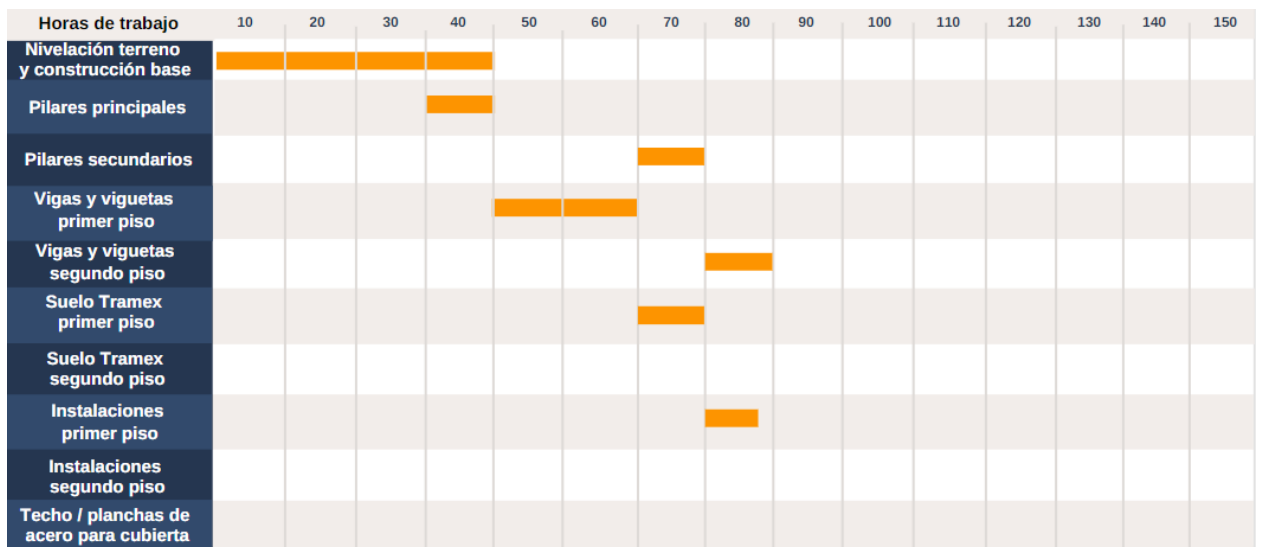 Horas de trabajo 10 20 30 40 50 60 70 80 90 100 110 120 130 140 150
Nivelación terreno
y construcción base
Pilares principales
Pilares secundarios
Vigas y viguetas
primer piso
Vigas y viguetas
segundo piso
Suelo Tramex
primer piso
Suelo Tramex
segundo piso
Instalaciones
primer piso
Instalaciones
segundo piso
Techo / planchas de
acero para cubierta